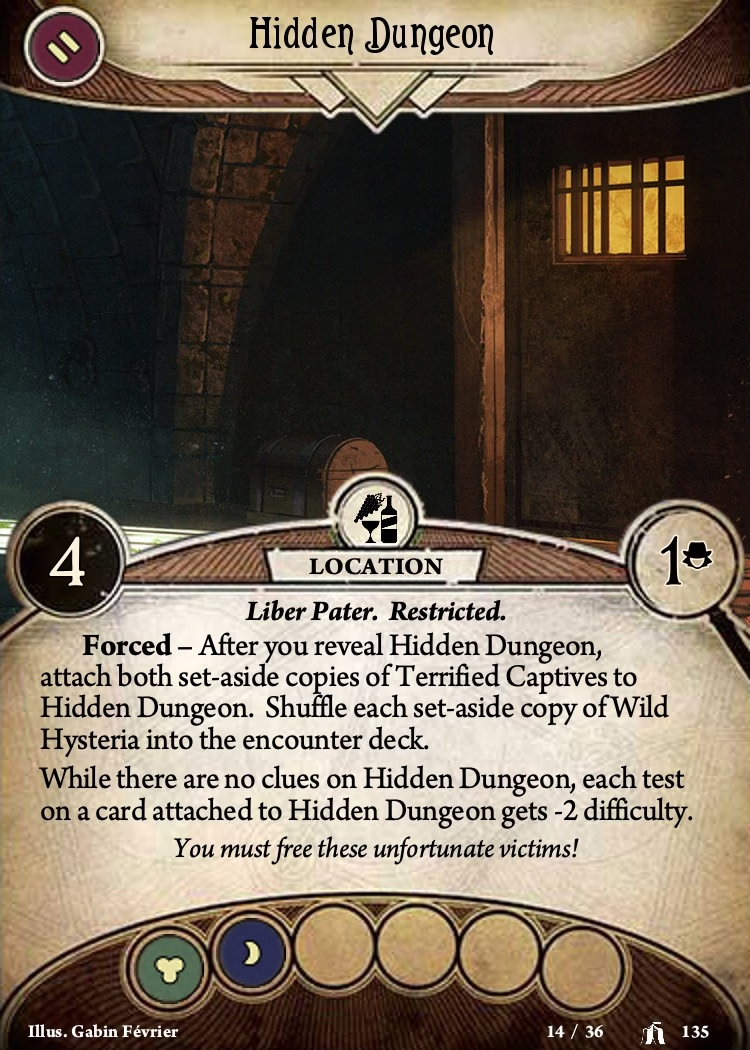 Hidden Dungeon
4
LOCATION
1
Liber Pater. Restricted.
Forced – After you reveal Hidden Dungeon,
attach both set-aside copies of Terrified Captives to
Hidden Dungeon. Shuffle each set-aside copy of Wild
Hysteria into the encounter deck.
While there are no clues on Hidden Dungeon, each test
on a card attached to Hidden Dungeon gets -2 difficulty.
You must free these unfortunate victims!
Illus. Gabin Février
14 / 36
135